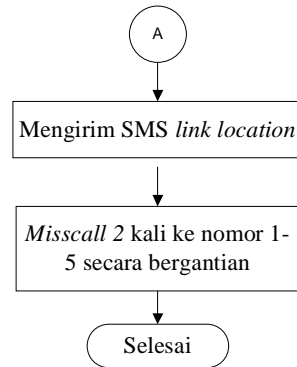 A
Mengirim SMS link location
Misscall 2 kali ke nomor 1-
5 secara bergantian
Selesai